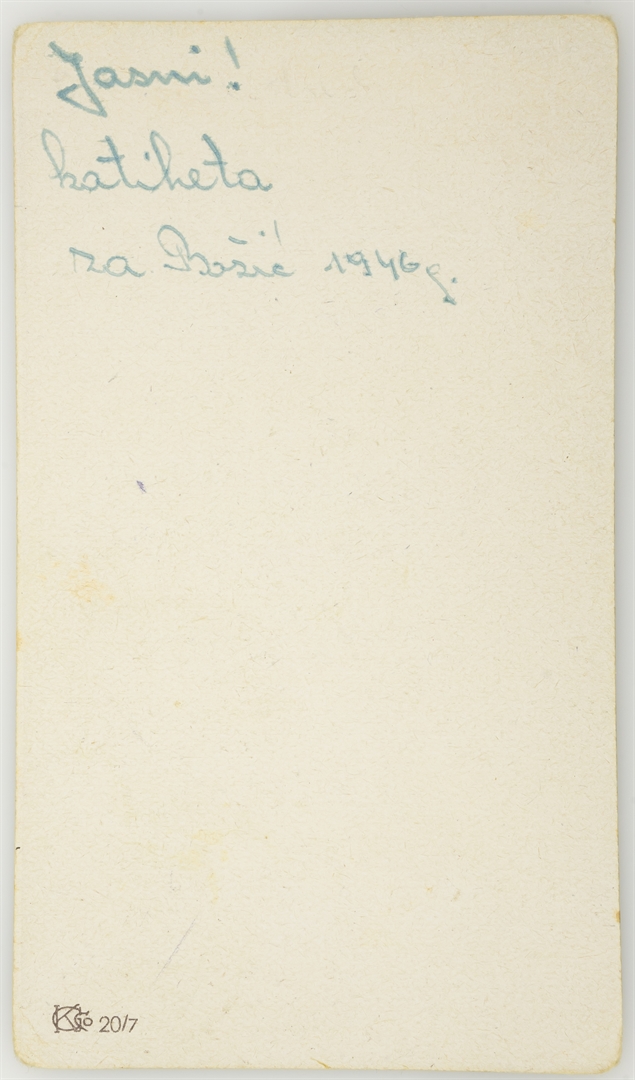 Jasni!
katiheta
za Božić 1946 g.
20/7